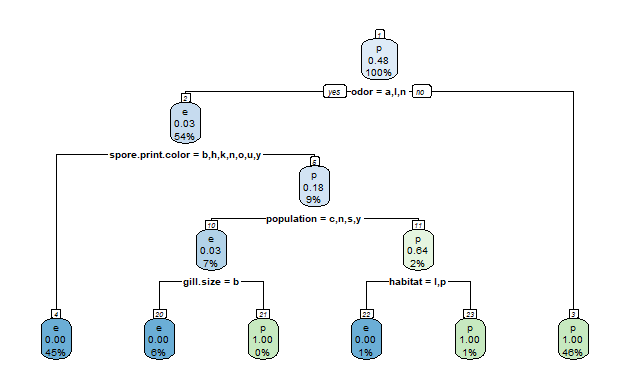 1
p
0.48
100%
yes odor = a,l,n no
2
e
0.03
54%
spore.print.color = b,h,k,n,o,u,y
5
p
0.18
9%
population = c,n,s,y
10
e
0.03
7%
11
p
0.64
2%
gill.size = b
habitat = l,p
4
e
0.00
45%
20
e
0.00
6%
21
p
1.00
0%
22
e
0.00
1%
23
p
1.00
1%
3
p
1.00
46%